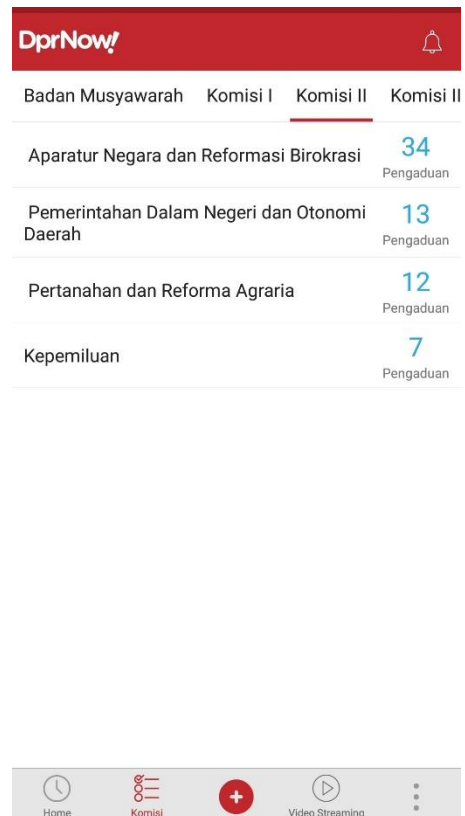 DprNow!
Badan Musyawarah Komisi I Komisi II Komisi II
Aparatur Negara dan Reformasi Birokrasi
34
Pengaduan
Pemerintahan Dalam Negeri dan Otonomi
Daerah
13
Pengaduan
Pertanahan dan Reforma Agraria
12
Pengaduan
Kepemiluan
7
Pengaduan
Home Komisi Video Streaming